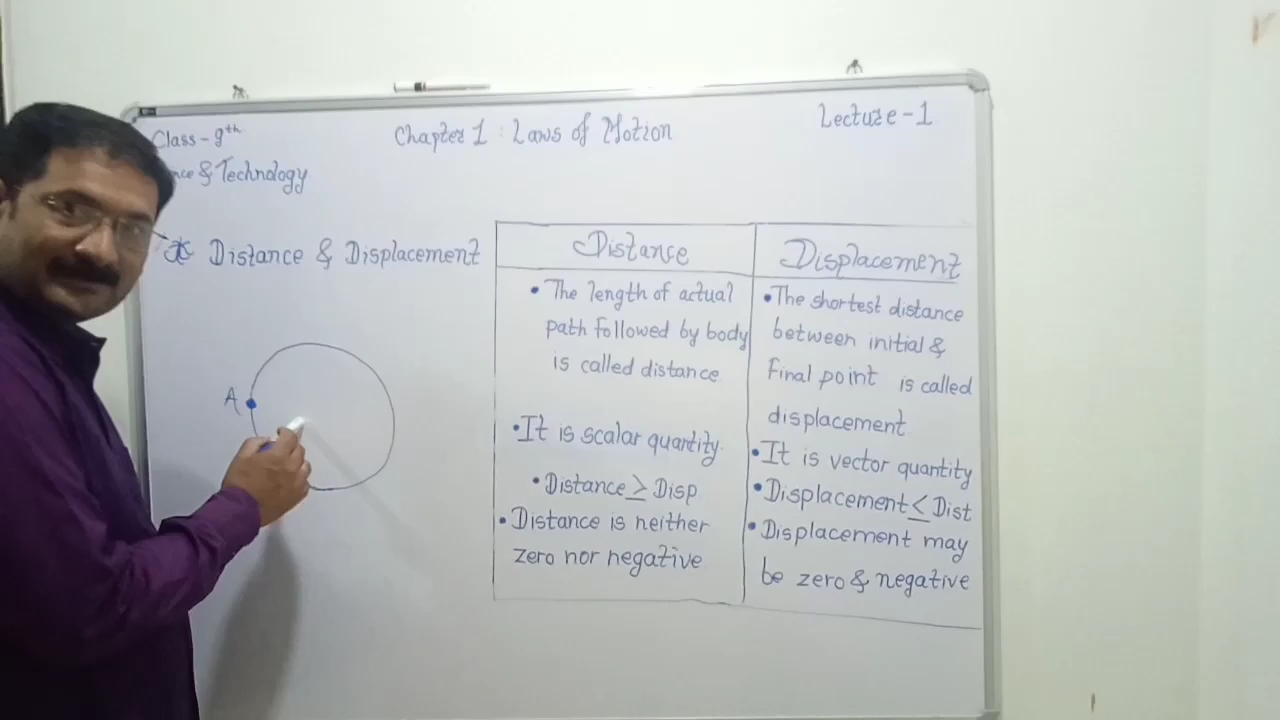 Class - 9th
Chapter 1 : Laws of Motion
Lecture - 1
& Technology
Distance & Displacement
Distance
• The length of actual
path followed by body
is called distance
• It is scalar quantity.
• Distance ≥ Disp
• Distance is neither
zero nor negative
Displacement
• The shortest distance
between initial &
final point is called
displacement
• It is vector quantity
• Displacement ≤ Dist
• Displacement may
be zero & negative
A